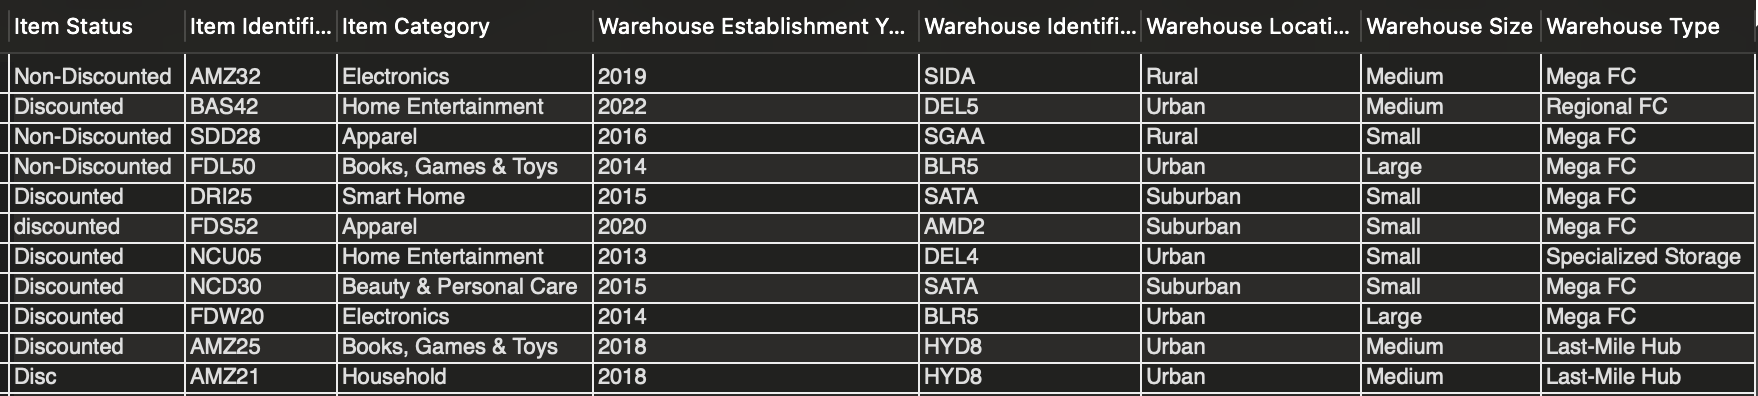 Item Status Item Identifi... Item Category Warehouse Establishment Y... Warehouse Identifi... Warehouse Locati... Warehouse Size Warehouse Type
Non-Discounted AMZ32 Electronics 2019 SIDA Rural Medium Mega FC
Discounted BAS42 Home Entertainment 2022 DEL5 Urban Medium Regional FC
Non-Discounted SDD28 Apparel 2016 SGAA Rural Small Mega FC
Non-Discounted FDL50 Books, Games & Toys 2014 BLR5 Urban Large Mega FC
Discounted DRI25 Smart Home 2015 SATA Suburban Small Mega FC
discounted FDS52 Apparel 2020 AMD2 Suburban Small Mega FC
Discounted NCU05 Home Entertainment 2013 DEL4 Urban Small Specialized Storage
Discounted NCD30 Beauty & Personal Care 2015 SATA Suburban Small Mega FC
Discounted FDW20 Electronics 2014 BLR5 Urban Large Mega FC
Discounted AMZ25 Books, Games & Toys 2018 HYD8 Urban Medium Last-Mile Hub
Disc AMZ21 Household 2018 HYD8 Urban Medium Last-Mile Hub